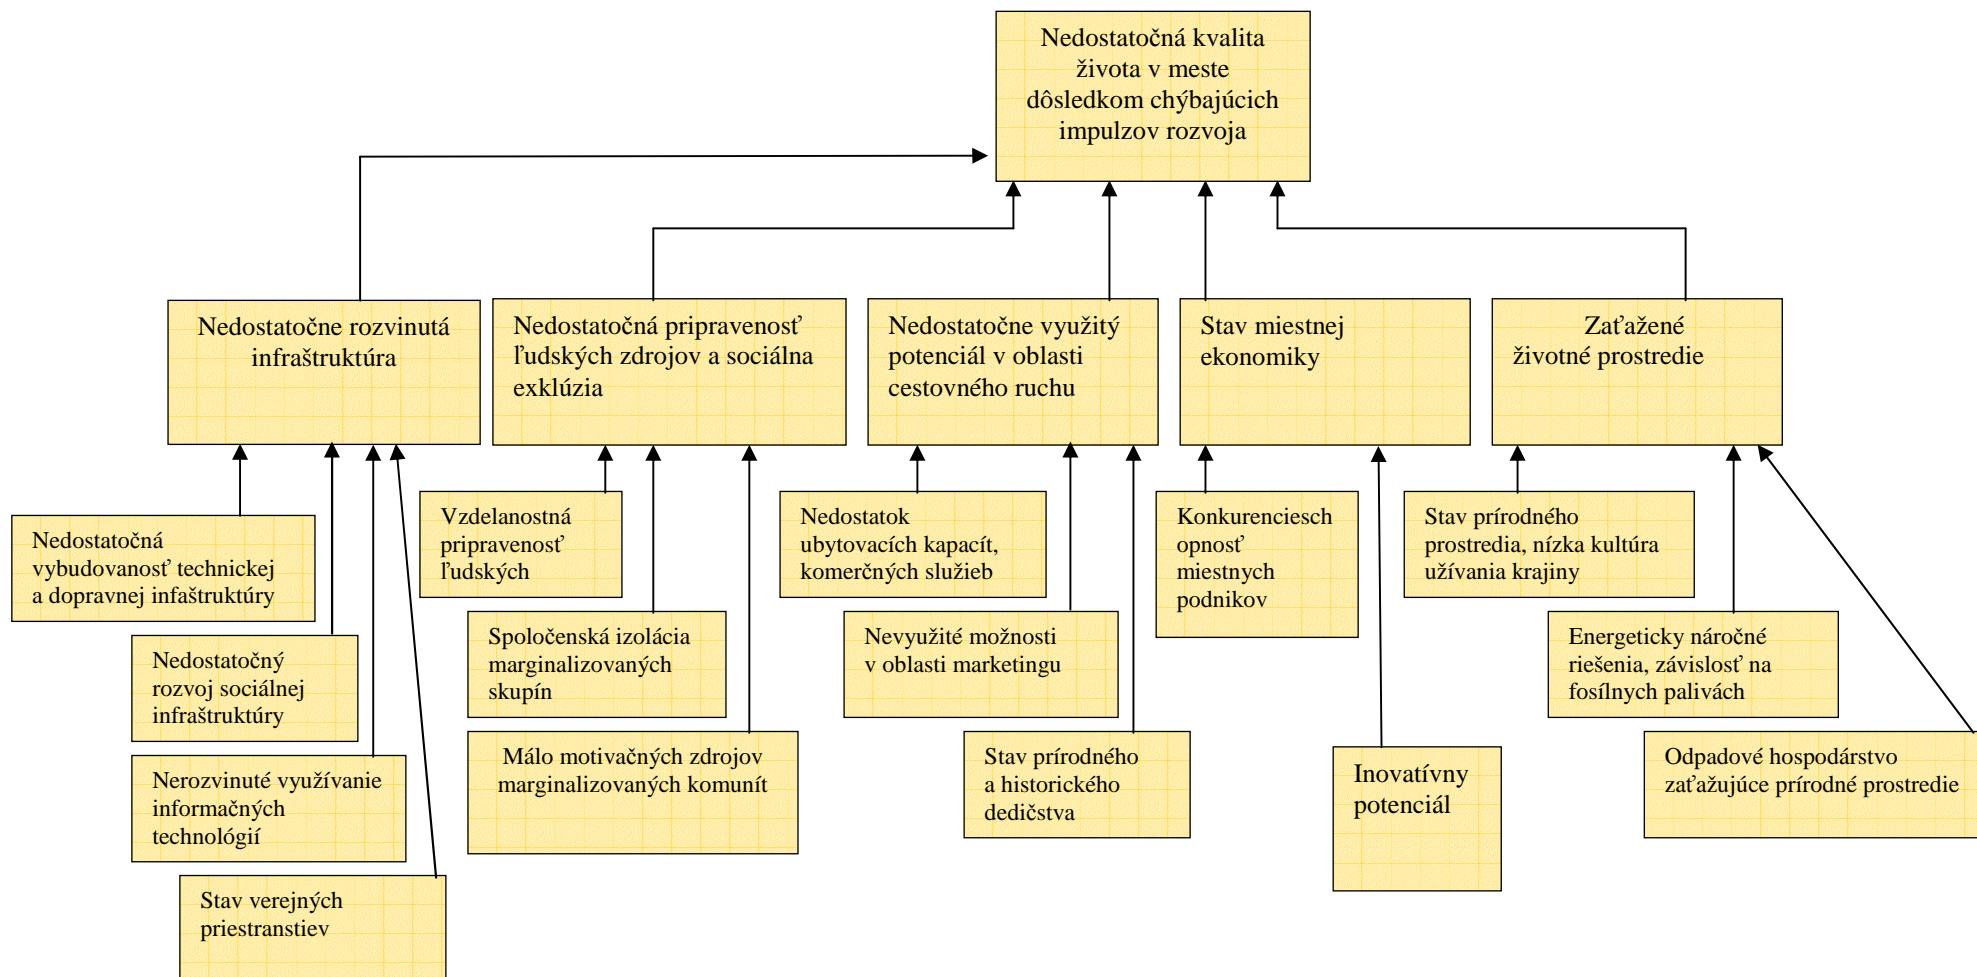 Nedostatočná kvalita
života v meste
dôsledkom chýbajúcich
impulzov rozvoja
Nedostatočne rozvinutá
infraštruktúra
Nedostatočná pripravenosť
ľudských zdrojov a sociálna
exklúzia
Nedostatočne využitý
potenciál v oblasti
cestovného ruchu
Stav miestnej
ekonomiky
Zaťažené
životné prostredie
Nedostatočná
vybudovanosť technickej
a dopravnej infaštruktúry
Nedostatočný
rozvoj sociálnej
infraštruktúry
Nerozvinuté využívanie
informačných
technológií
Stav verejných
priestranstiev
Vzdelanostná
pripravenosť
ľudských
Spoločenská izolácia
marginalizovaných
skupín
Málo motivačných zdrojov
marginalizovaných komunít
Nedostatok
ubytovacích kapacít,
komerčných služieb
Nevyužité možnosti
v oblasti marketingu
Stav prírodného
a historického
dedičstva
Konkurenciesch
opnosť
miestnych
podnikov
Inovatívny
potenciál
Stav prírodného
prostredia, nízka kultúra
užívania krajiny
Energeticky náročné
riešenia, závislosť na
fosílnych palivách
Odpadové hospodárstvo
zaťažujúce prírodné prostredie